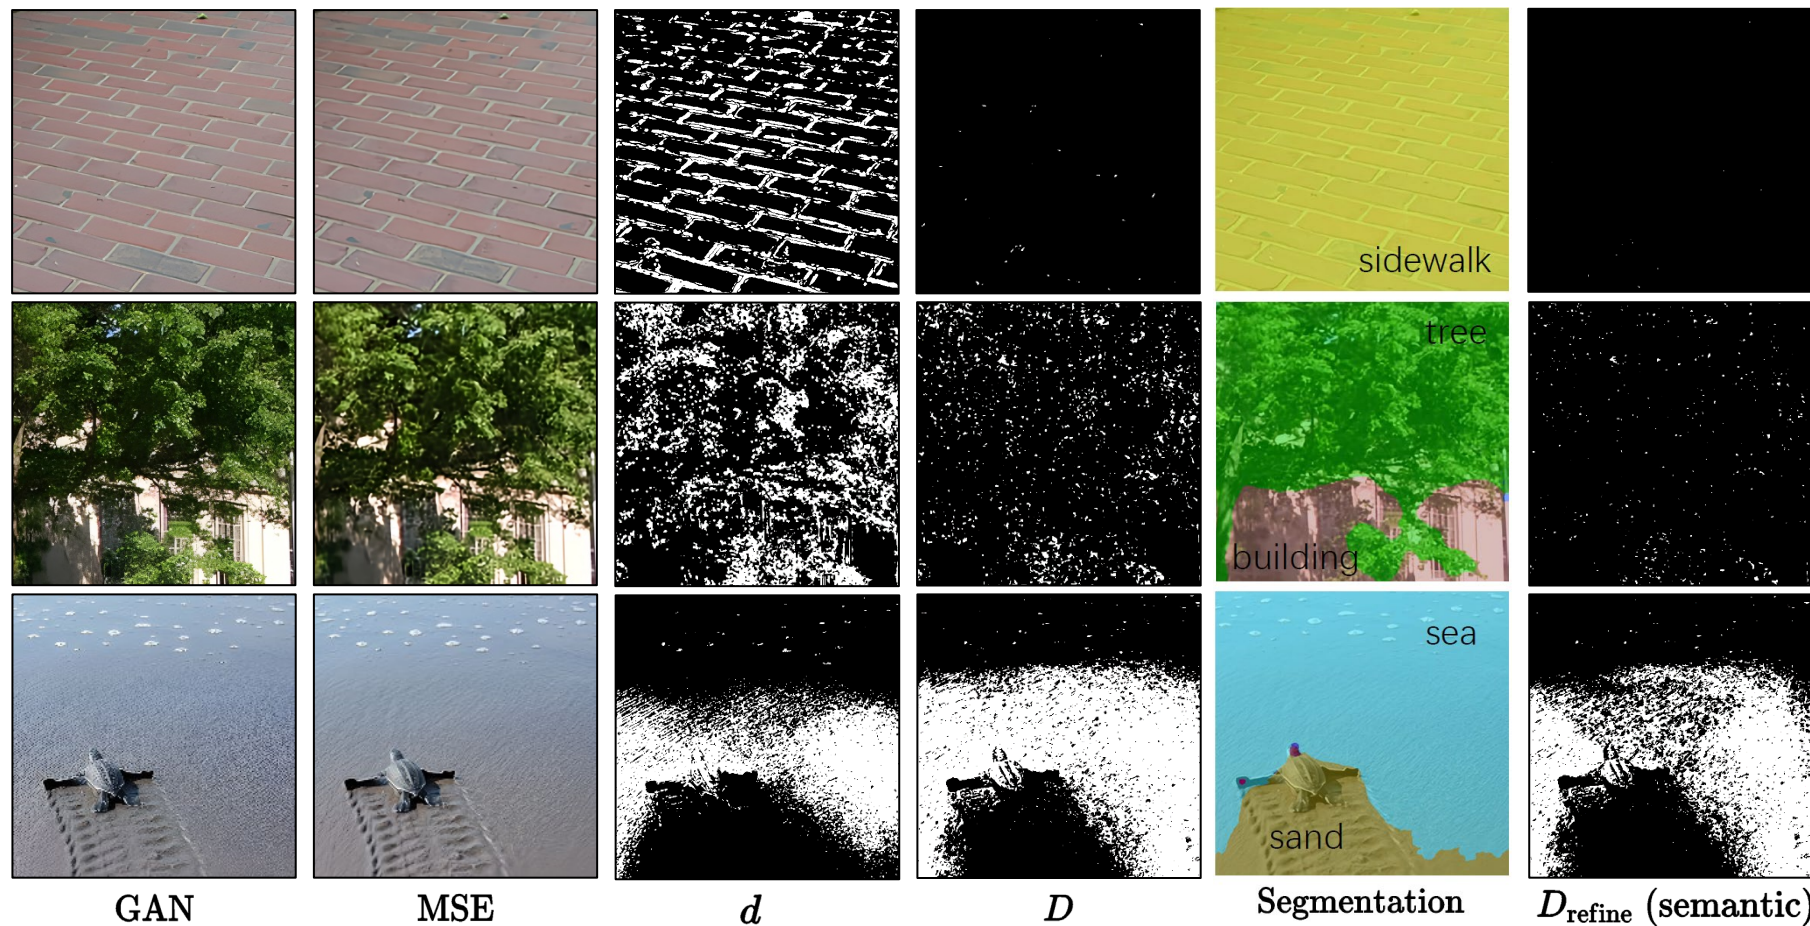 sidewalk
tree
building
sea
sand
GAN MSE d D Segmentation D_refine (semantic)